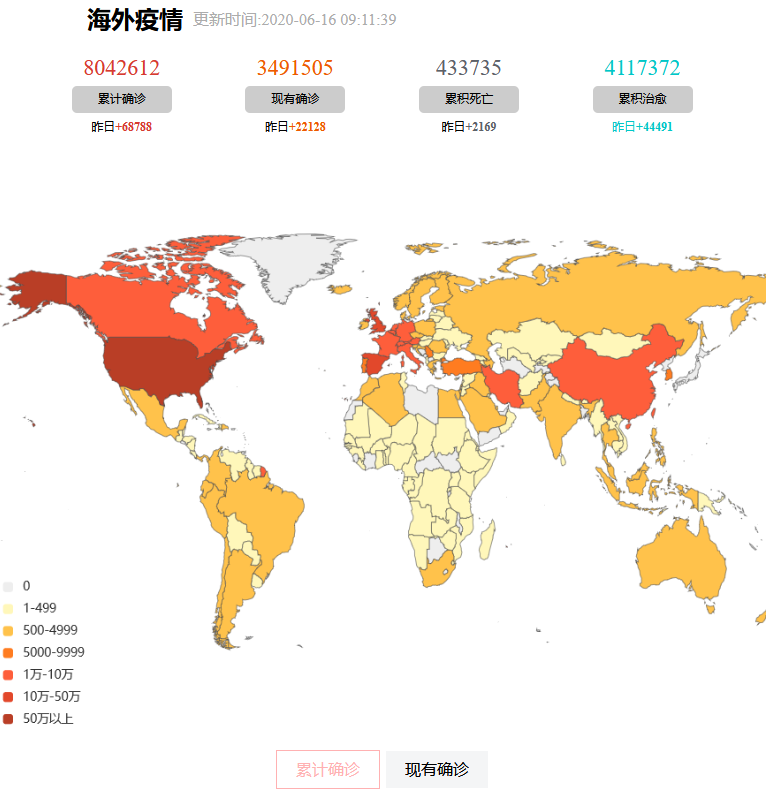 海外疫情 更新时间:2020-06-16 09:11:39
8042612 3491505 433735 4117372
累计确诊 现有确诊 累积死亡 累积治愈
昨日+68788 昨日+22128 昨日+2169 昨日+44491
0
1-499
500-4999
5000-9999
1万-10万
10万-50万
50万以上
累计确诊 现有确诊